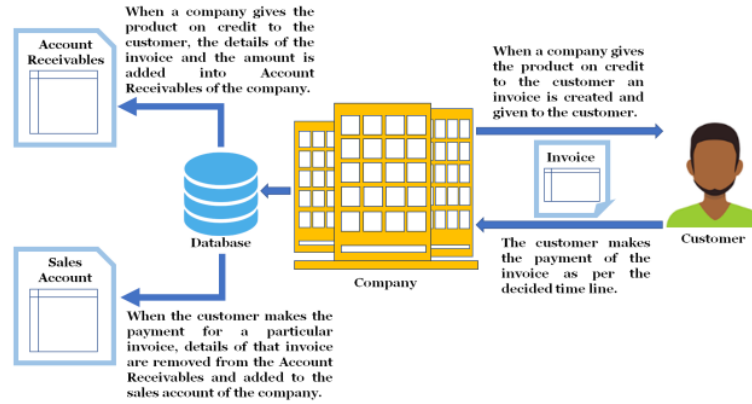 Account
Receivables
When a company gives the
product on credit to the
customer, the details of the
invoice and the amount is
added into Account
Receivables of the company.
When a company gives
the product on credit
to the customer an
invoice is created and
given to the customer.
Invoice
Database
Customer
Sales
Account
Company
The customer makes
the payment of the
invoice as per the
decided time line.
When the customer makes the
payment for a particular
invoice, details of that invoice
are removed from the Account
Receivables and added to the
sales account of the company.